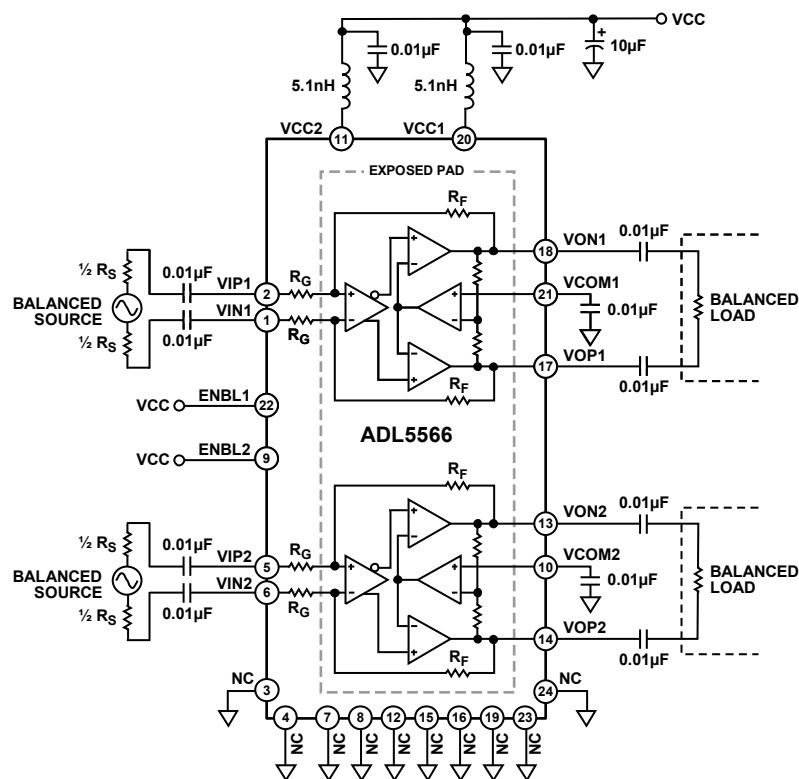 VCC
0.01µF
0.01µF
10µF
+
5.1nH
5.1nH
VCC2
VCC1
11
20
EXPOSED PAD
RF
½ RS
0.01µF
VIP1
2
RG
+
+
−
18
VON1
0.01µF
BALANCED
SOURCE
+
−
21
VCOM1
0.01µF
BALANCED
LOAD
VIN1
1
RG
−
½ RS
0.01µF
−
+
17
VOP1
0.01µF
RF
VCC
ENBL1
22
ADL5566
VCC
ENBL2
9
RF
½ RS
0.01µF
VIP2
5
RG
+
+
−
13
VON2
0.01µF
BALANCED
SOURCE
+
−
10
VCOM2
0.01µF
BALANCED
LOAD
VIN2
6
RG
−
½ RS
0.01µF
−
+
14
VOP2
0.01µF
RF
NC
3
24
NC
4
7
8
12
15
16
19
23
NC
NC
NC
NC
NC
NC
NC
NC